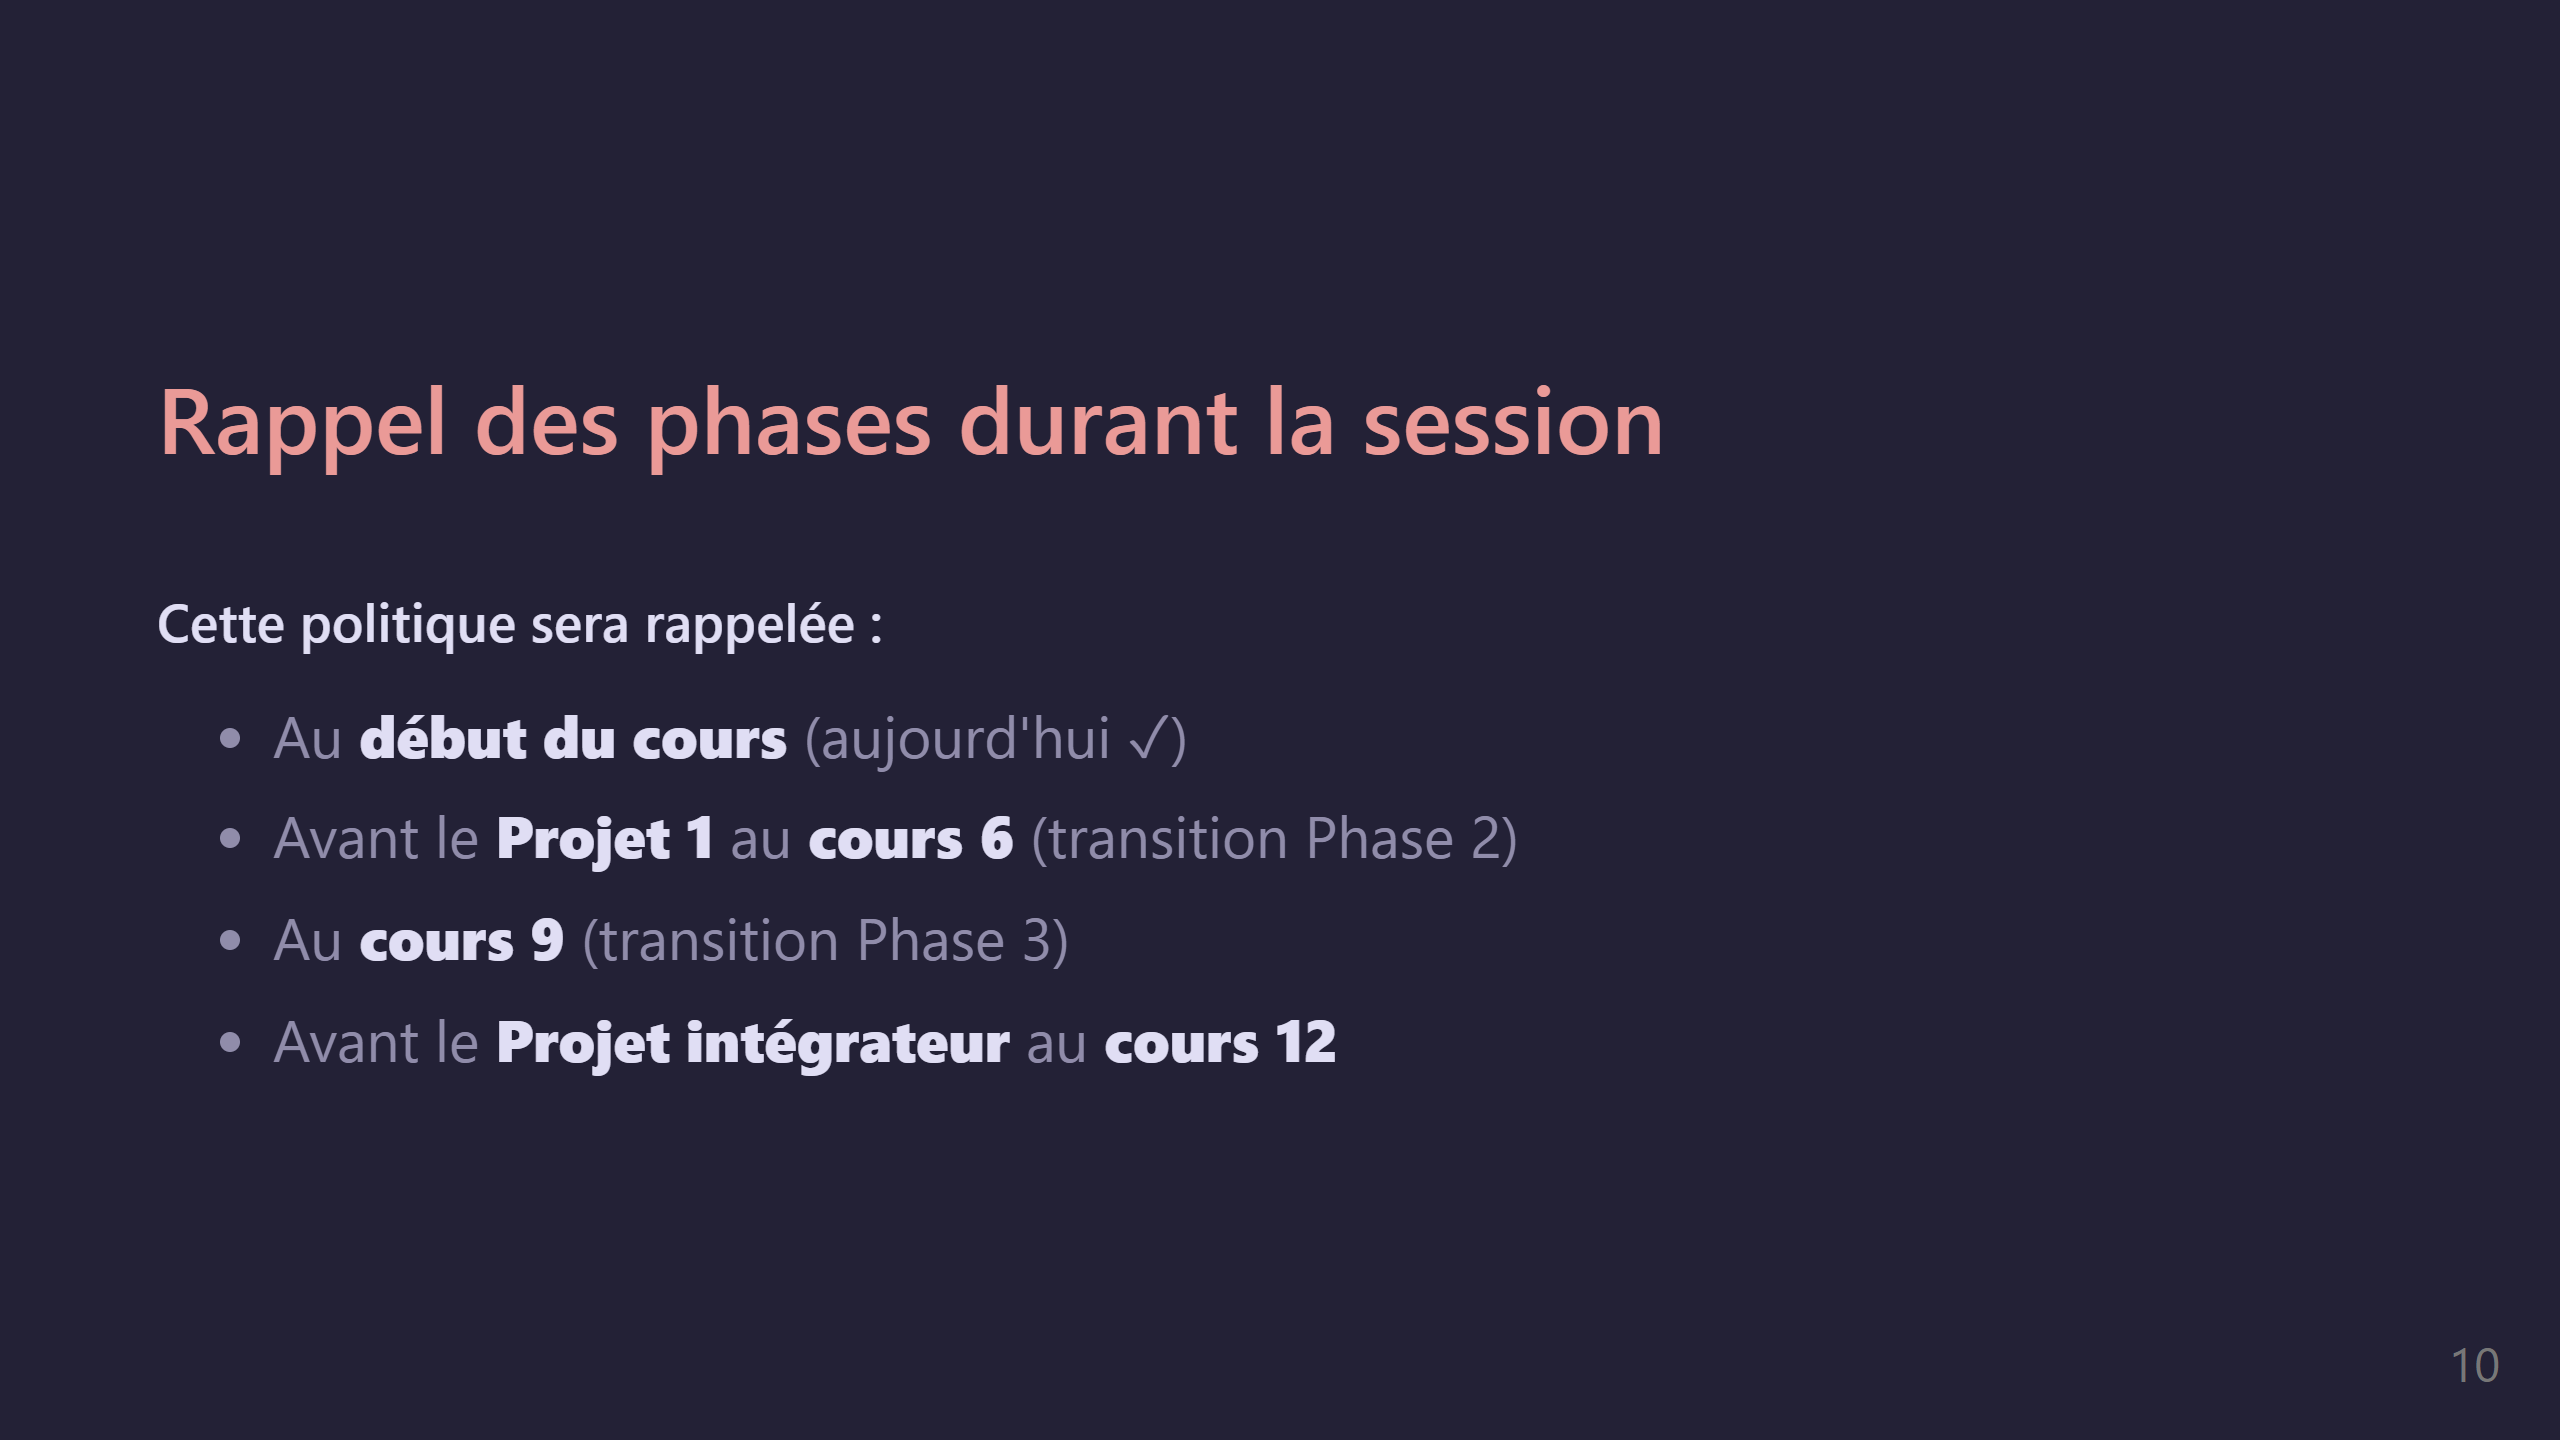 Rappel des phases durant la session
Cette politique sera rappelée :
• Au début du cours (aujourd'hui ✓)
• Avant le Projet 1 au cours 6 (transition Phase 2)
• Au cours 9 (transition Phase 3)
• Avant le Projet intégrateur au cours 12
10